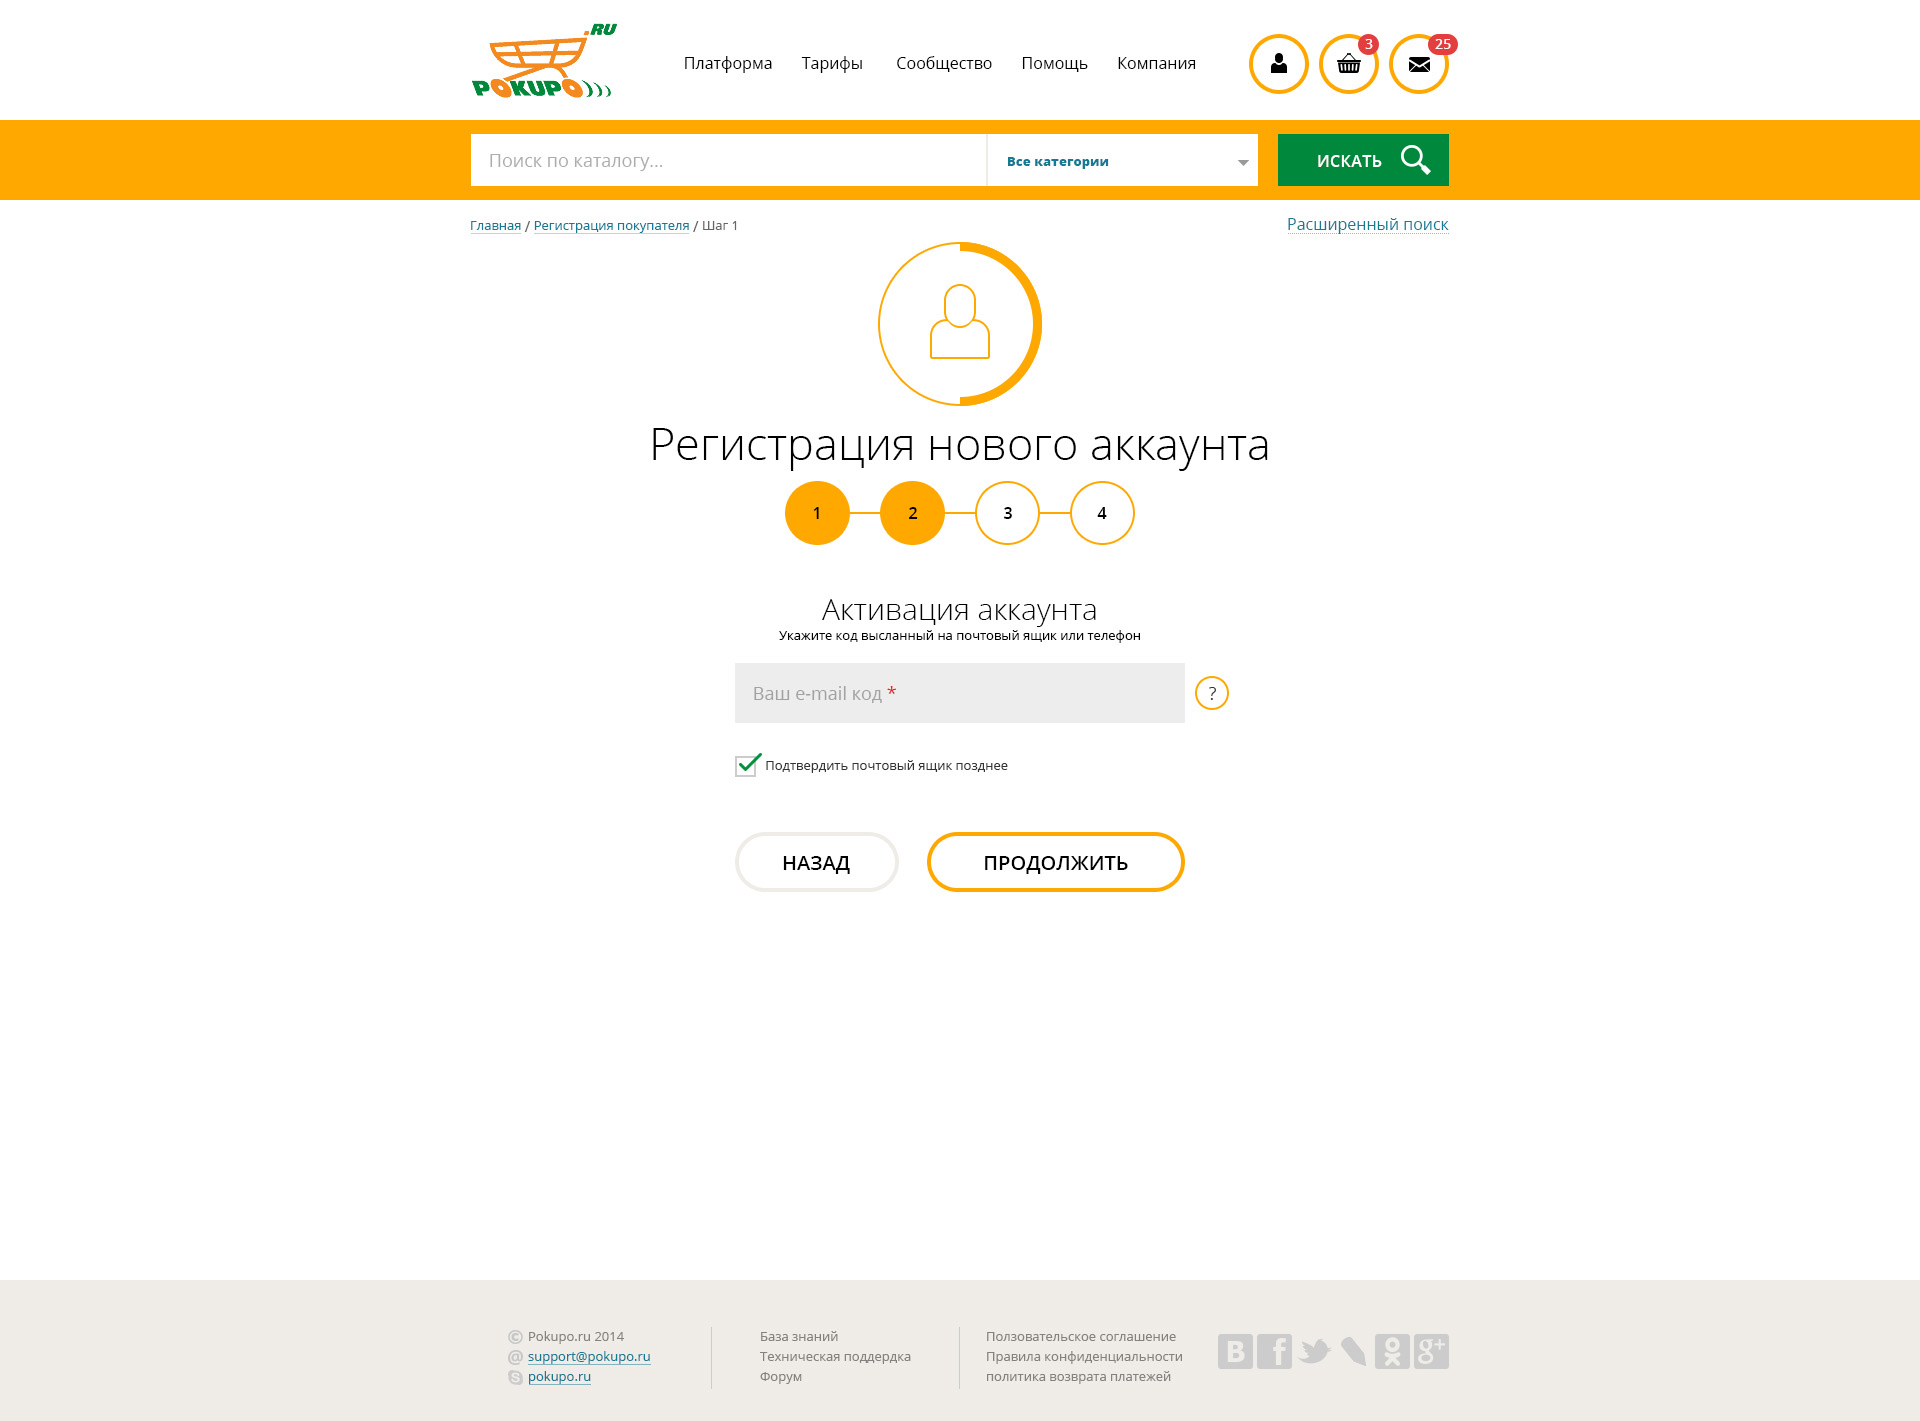 .RU
POKUPO
Платформа Тарифы Сообщество Помощь Компания
3
25
Поиск по каталогу...
Все категории
ИСКАТЬ
Главная / Регистрация покупателя / Шаг 1
Расширенный поиск
Регистрация нового аккаунта
1 2 3 4
Активация аккаунта
Укажите код высланный на почтовый ящик или телефон
Ваш e-mail код *
?
Подтвердить почтовый ящик позднее
НАЗАД
ПРОДОЛЖИТЬ
© Pokupo.ru 2014
@ support@pokupo.ru
pokupo.ru
База знаний
Техническая поддердка
Форум
Ползовательское соглашение
Правила конфиденциальности
политика возврата платежей
B f g+